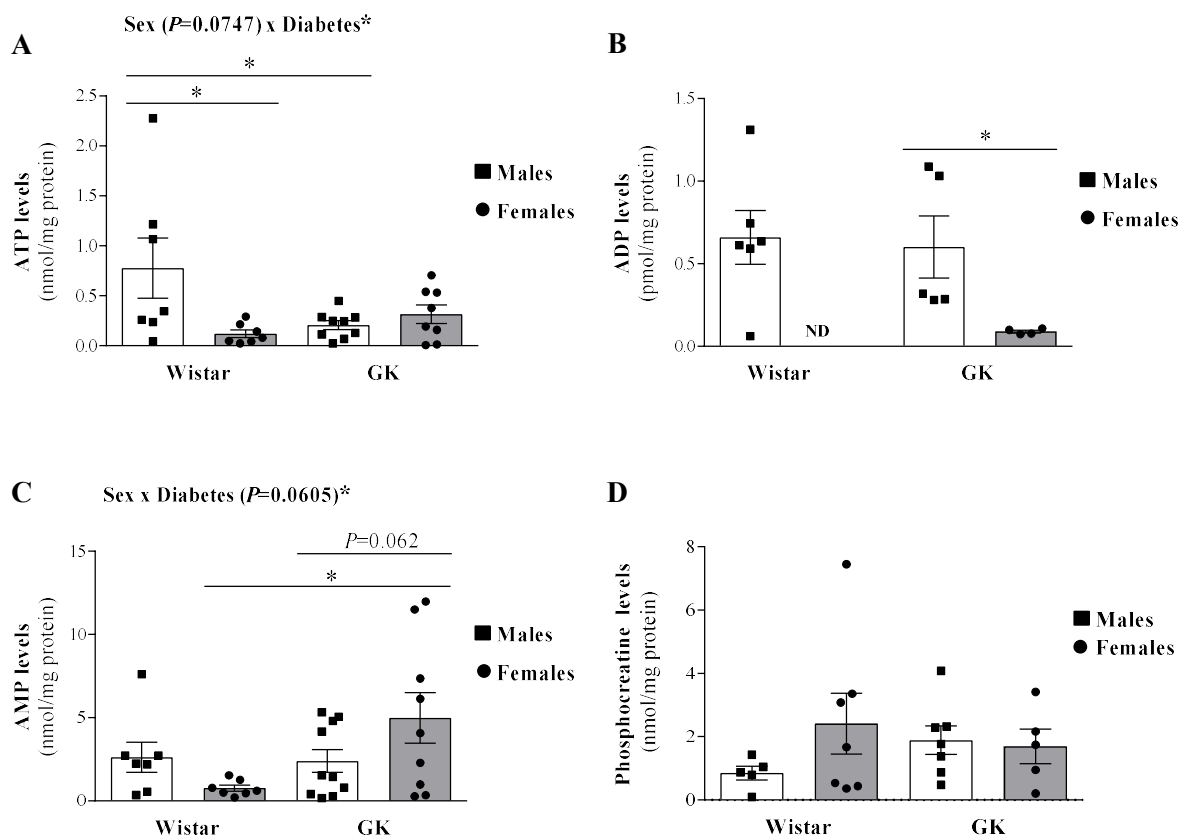 A
Sex (P=0.0747) x Diabetes*
*
*
ATP levels
(nmol/mg protein)
2.5
2.0
1.5
1.0
0.5
0.0
Wistar
GK
Males
Females
B
*
ADP levels
(pmol/mg protein)
1.5
1.0
0.5
0.0
ND
Wistar
GK
Males
Females
C
Sex x Diabetes (P=0.0605)*
P=0.062
*
AMP levels
(nmol/mg protein)
15
10
5
0
Wistar
GK
Males
Females
D
Phosphocreatine levels
(nmol/mg protein)
8
6
4
2
0
Wistar
GK
Males
Females